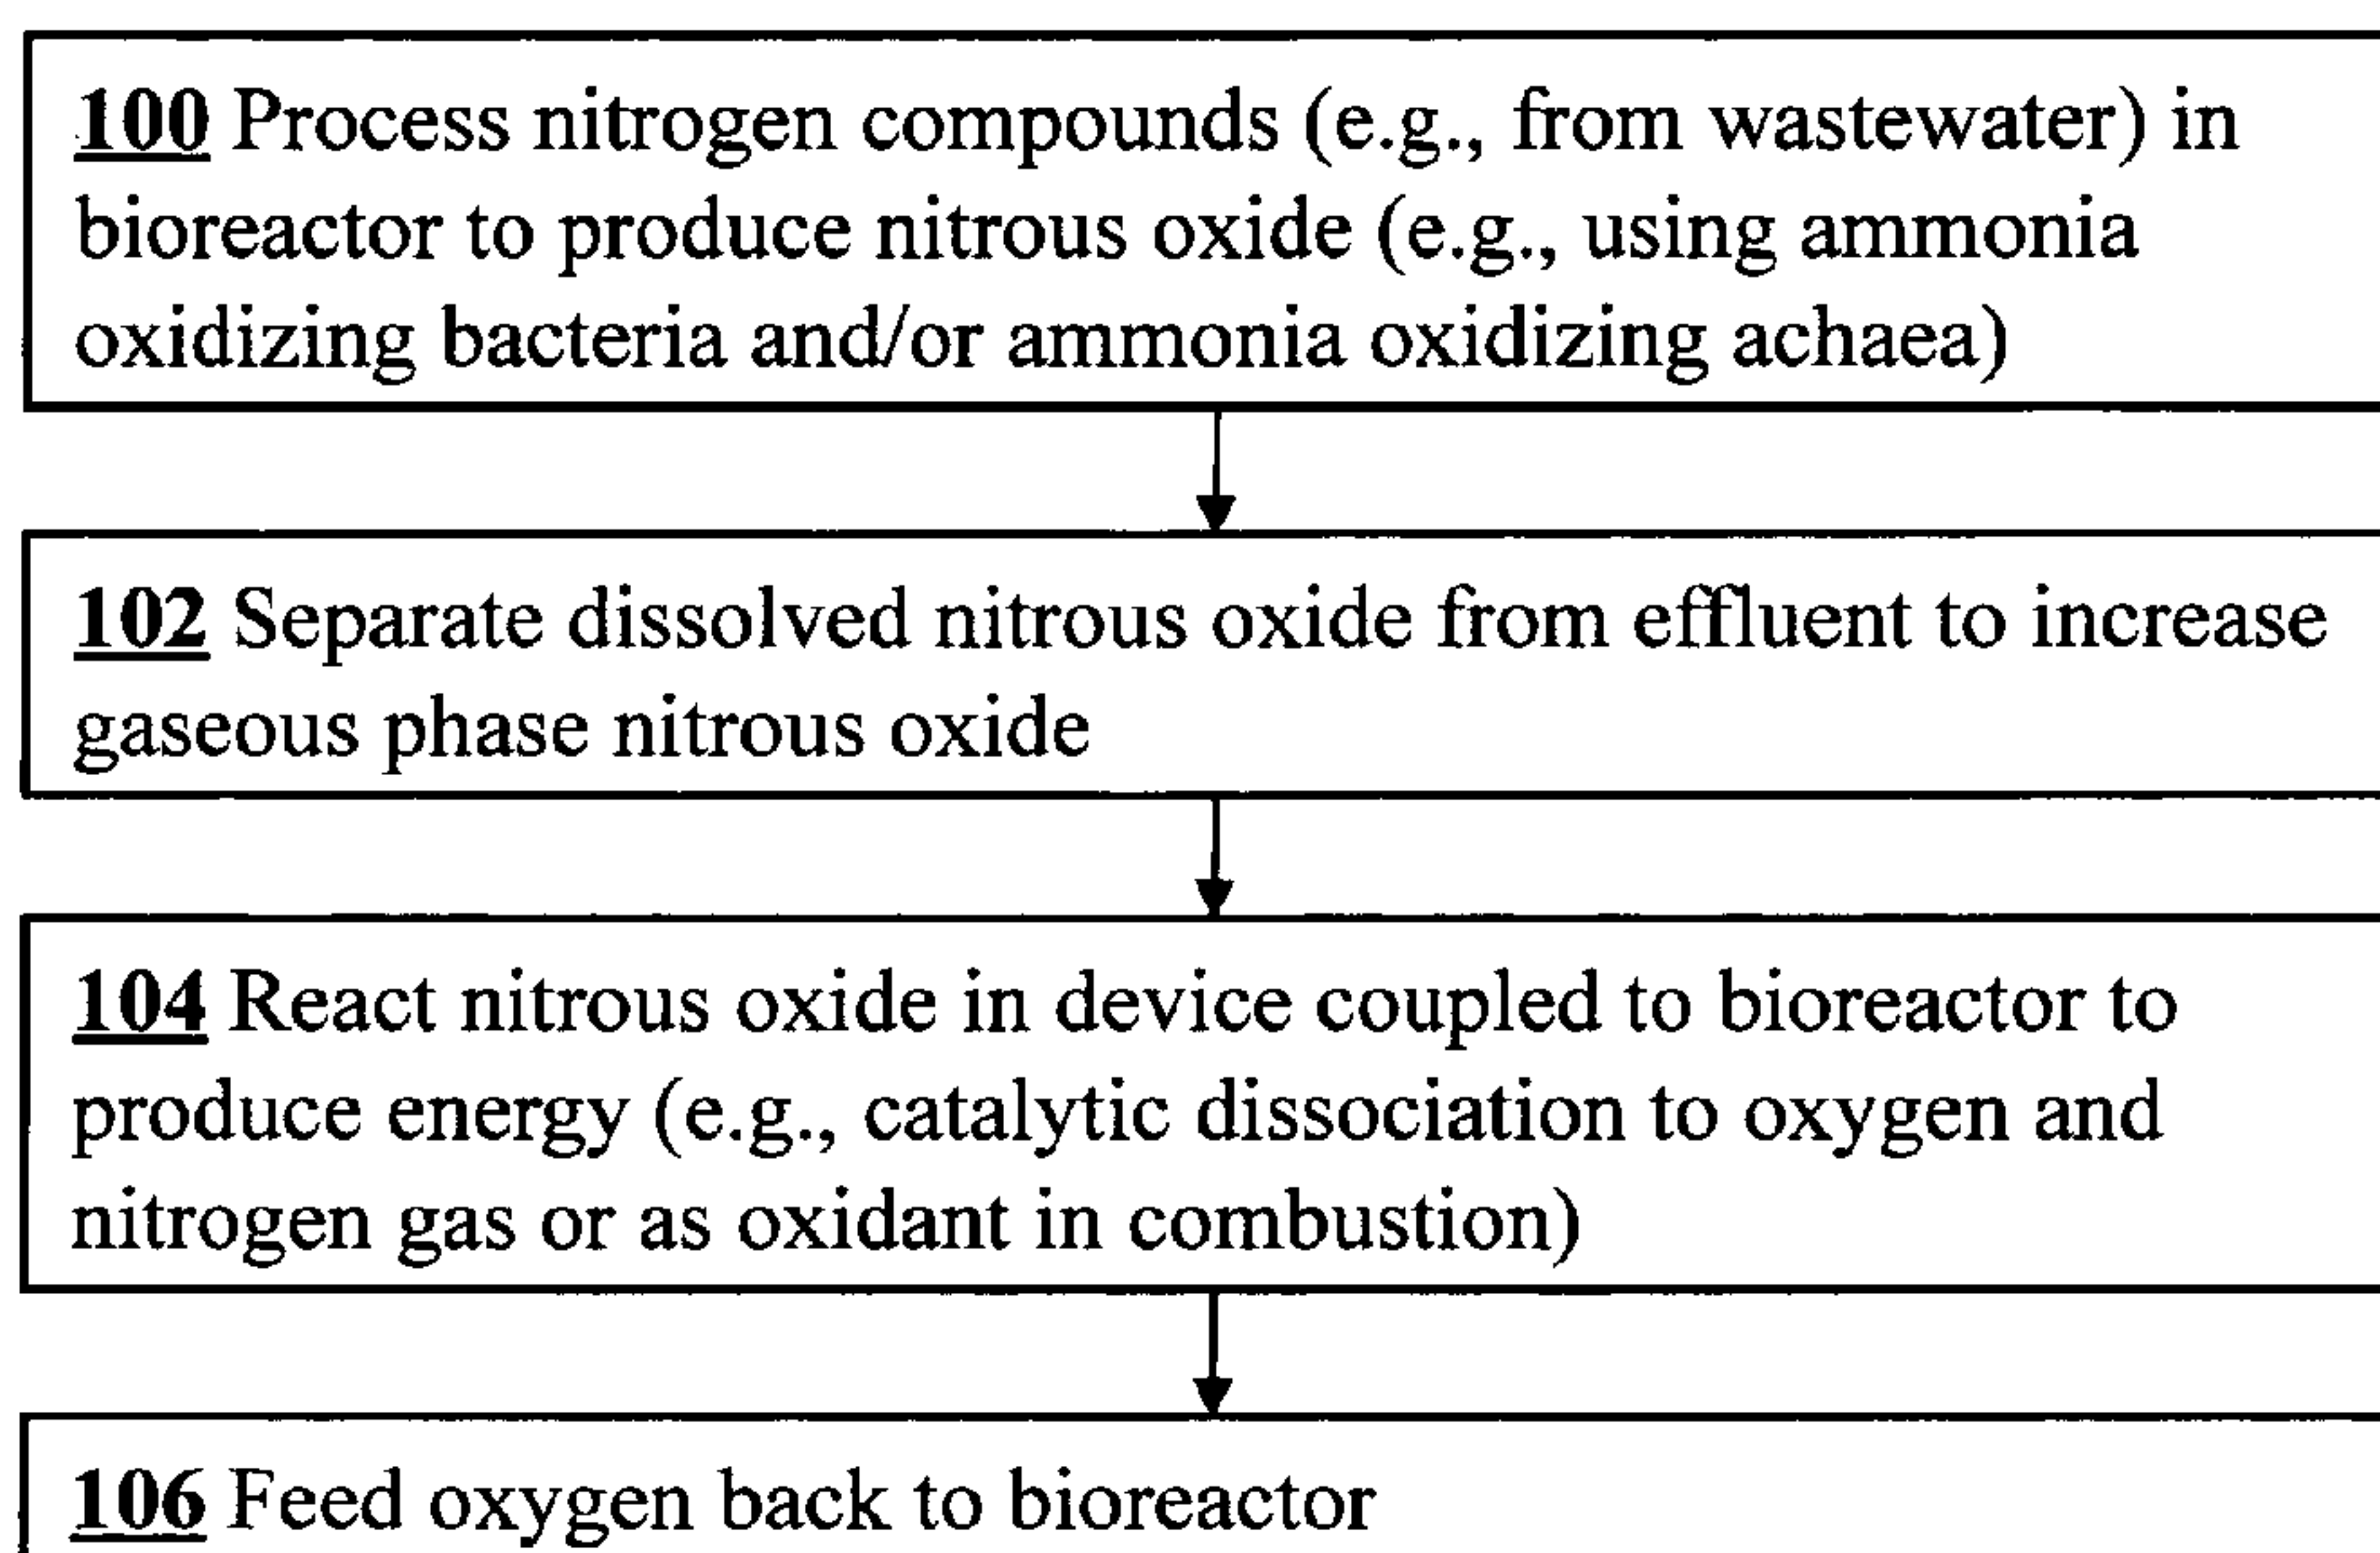 100 Process nitrogen compounds (e.g., from wastewater) in
bioreactor to produce nitrous oxide (e.g., using ammonia
oxidizing bacteria and/or ammonia oxidizing achaea)
102 Separate dissolved nitrous oxide from effluent to increase
gaseous phase nitrous oxide
104 React nitrous oxide in device coupled to bioreactor to
produce energy (e.g., catalytic dissociation to oxygen and
nitrogen gas or as oxidant in combustion)
106 Feed oxygen back to bioreactor